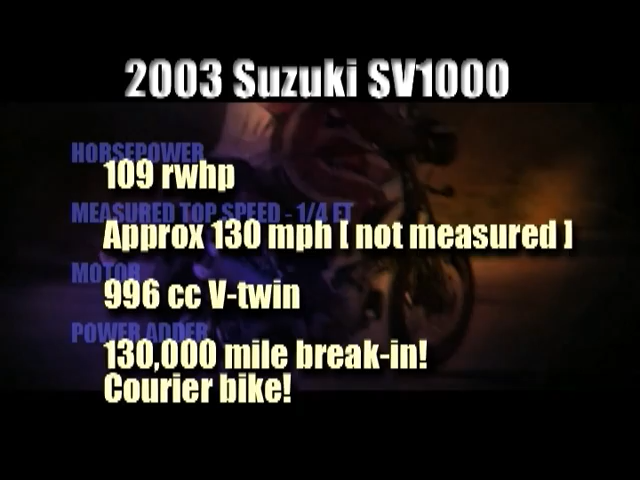 2003 Suzuki SV1000
HORSEPOWER
109 rwhp
MEASURED TOP SPEED - 1/4 FT
Approx 130 mph [ not measured ]
MOTOR
996 cc V-twin
POWER ADDER
130,000 mile break-in!
Courier bike!